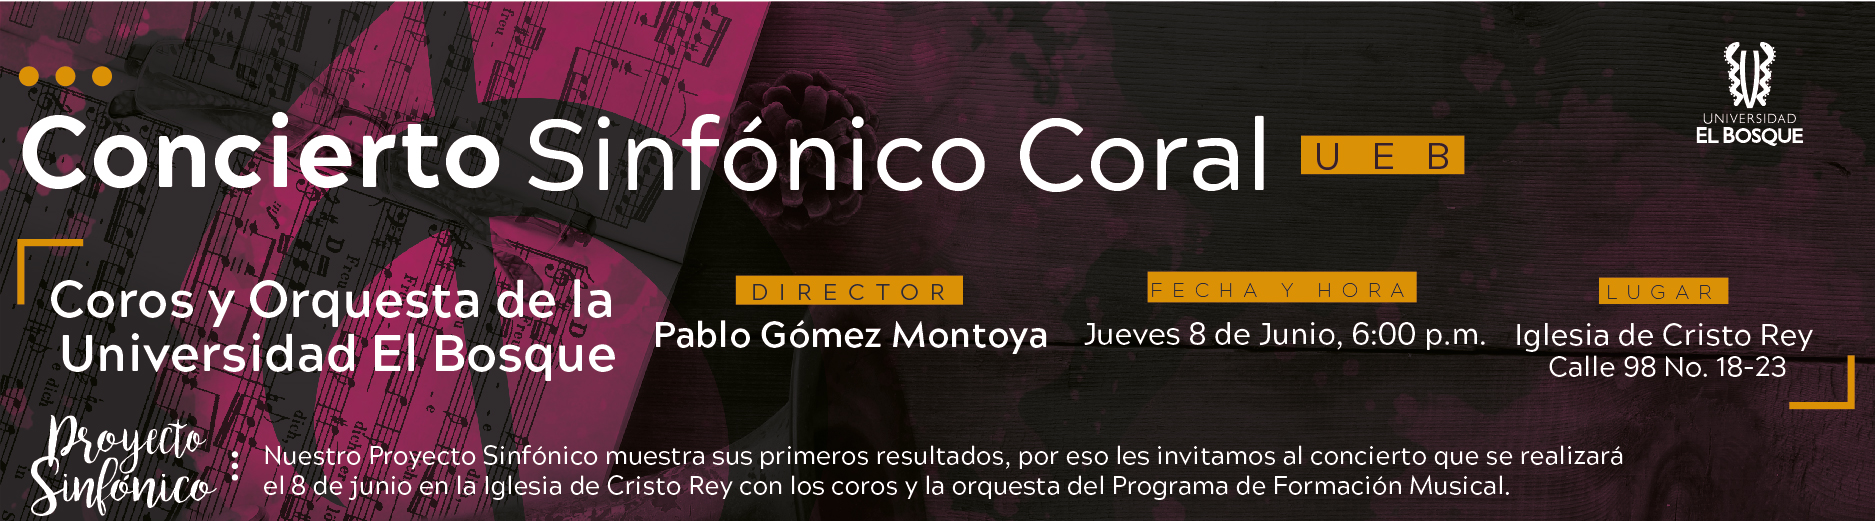 Concierto Sinfónico Coral UEB
UNIVERSIDAD
EL BOSQUE
Coros y Orquesta de la
Universidad El Bosque
DIRECTOR
Pablo Gómez Montoya
FECHA Y HORA
Jueves 8 de Junio, 6:00 p.m.
LUGAR
Iglesia de Cristo Rey
Calle 98 No. 18-23
Proyecto
Sinfónico
Nuestro Proyecto Sinfónico muestra sus primeros resultados, por eso les invitamos al concierto que se realizará
el 8 de junio en la Iglesia de Cristo Rey con los coros y la orquesta del Programa de Formación Musical.